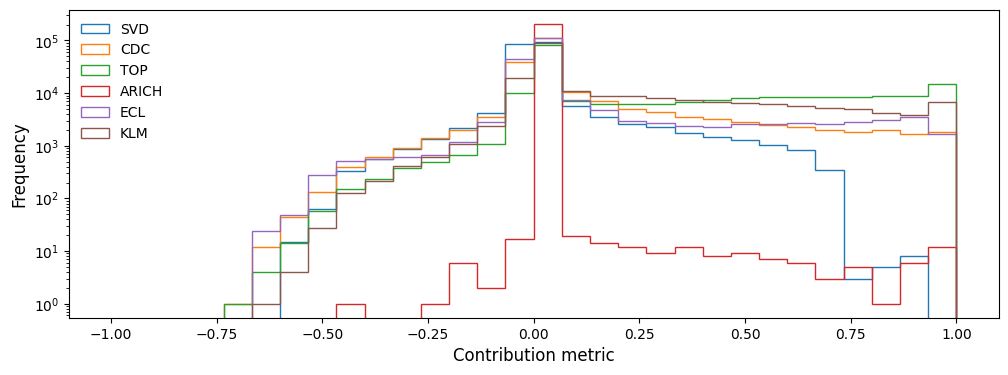 SVD
CDC
TOP
ARICH
ECL
KLM
Frequency
10⁵
10⁴
10³
10²
10¹
10⁰
−1.00 −0.75 −0.50 −0.25 0.00 0.25 0.50 0.75 1.00
Contribution metric